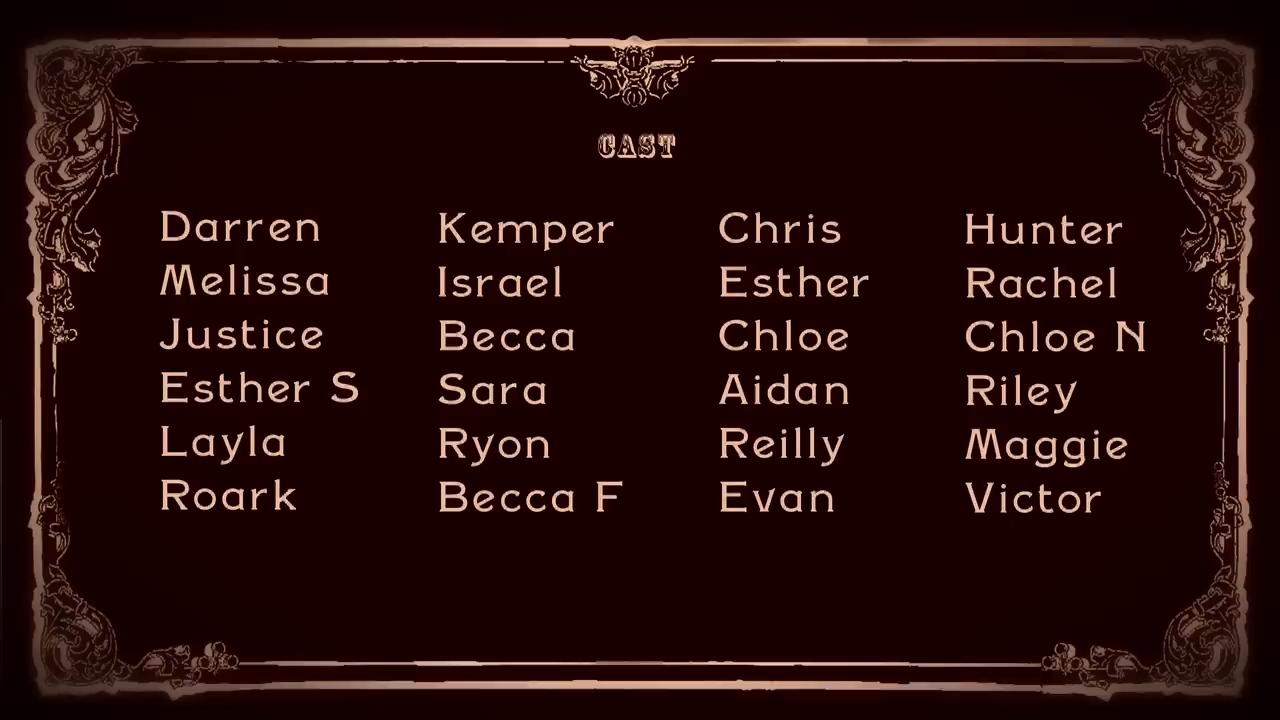 CAST
Darren Kemper Chris Hunter
Melissa Israel Esther Rachel
Justice Becca Chloe Chloe N
Esther S Sara Aidan Riley
Layla Ryon Reilly Maggie
Roark Becca F Evan Victor